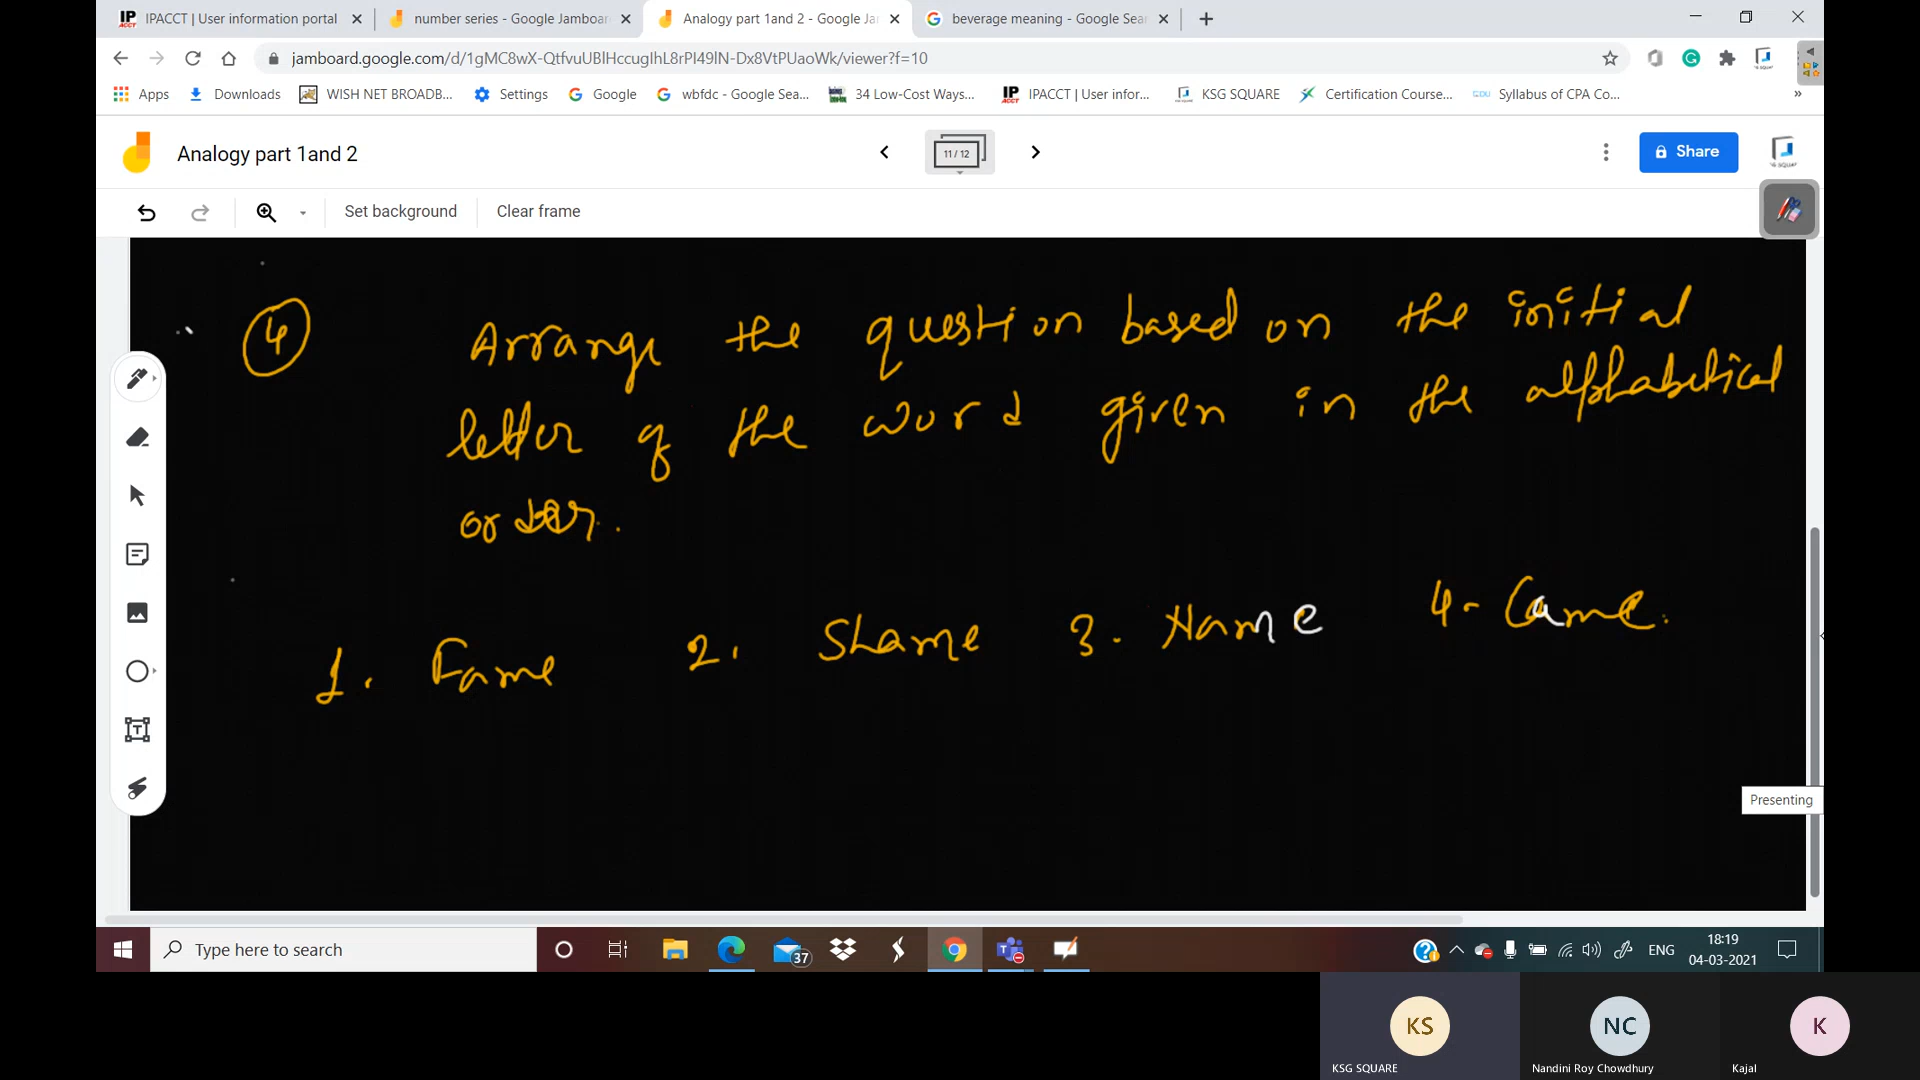 IPACCT | User information portal
number series - Google Jamboar
Analogy part 1and 2 - Google Ja
beverage meaning - Google Sea
jamboard.google.com/d/1gMC8wX-QtfvuUBlHccugIhL8rPI49lN-Dx8VtPUaoWk/viewer?f=10
Apps Downloads WISH NET BROADB... Settings Google wbfdc - Google Sea... 34 Low-Cost Ways... IPACCT | User infor... KSG SQUARE Certification Course... Syllabus of CPA Co... »
Analogy part 1and 2
11 / 12
Share
Set background Clear frame
4 Arrange the question based on the initial
letter of the word given in the alphabetical
order.
1. Fame 2. Shame 3. Name 4. Came.
Presenting
Type here to search
37
ENG
18:19
04-03-2021
KS NC K
KSG SQUARE Nandini Roy Chowdhury Kajal